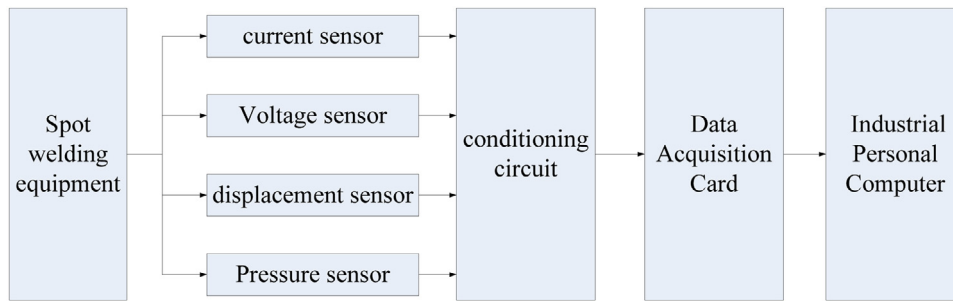 Spot
welding
equipment
current sensor
Voltage sensor
displacement sensor
Pressure sensor
conditioning
circuit
Data
Acquisition
Card
Industrial
Personal
Computer